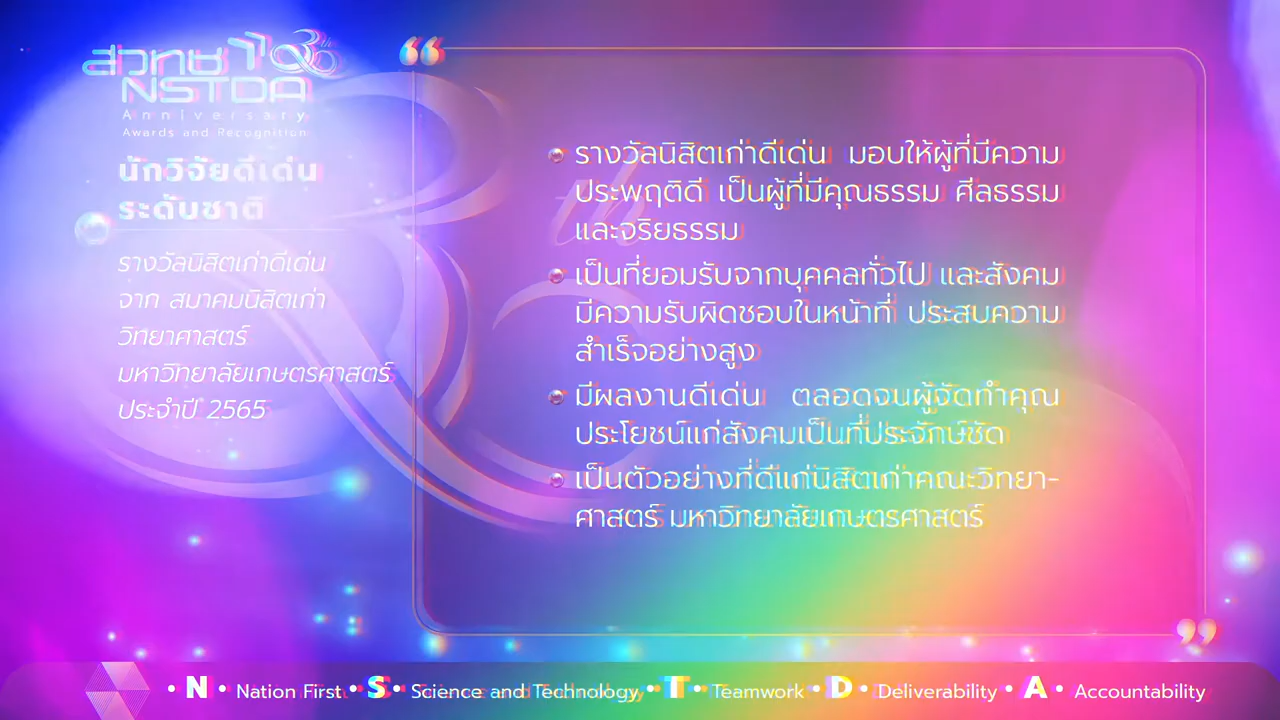 สวทช
NSTDA
30th
Anniversary
Awards and Recognition
นักวิจัยดีเด่น
ระดับชาติ
รางวัลนิสิตเก่าดีเด่น
จาก สมาคมนิสิตเก่า
วิทยาศาสตร์
มหาวิทยาลัยเกษตรศาสตร์
ประจำปี 2565
รางวัลนิสิตเก่าดีเด่น มอบให้ผู้ที่มีความ
ประพฤติดี เป็นผู้ที่มีคุณธรรม ศีลธรรม
และจริยธรรม
เป็นที่ยอมรับจากบุคคลทั่วไป และสังคม
มีความรับผิดชอบในหน้าที่ ประสบความ
สำเร็จอย่างสูง
มีผลงานดีเด่น ตลอดจนผู้จัดทำคุณ
ประโยชน์แก่สังคมเป็นที่ประจักษ์ชัด
เป็นตัวอย่างที่ดีแก่นิสิตเก่าคณะวิทยา-
ศาสตร์ มหาวิทยาลัยเกษตรศาสตร์
• N • Nation First • S • Science and Technology • T • Teamwork • D • Deliverability • A • Accountability